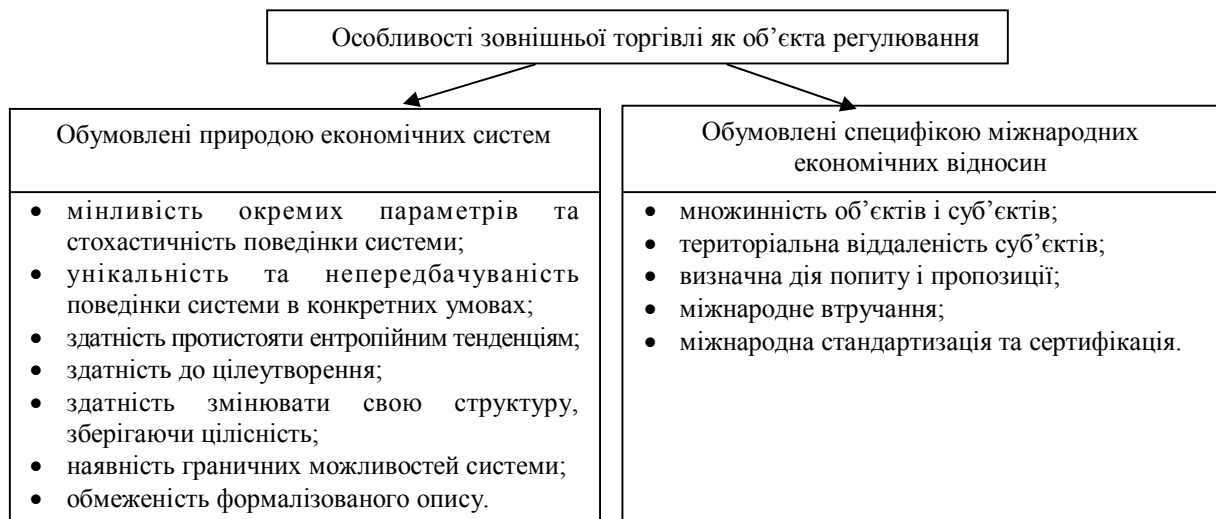 Особливості зовнішньої торгівлі як об’єкта регулювання
Обумовлені природою економічних систем
• мінливість окремих параметрів та
стохастичність поведінки системи;
• унікальність та непередбачуваність
поведінки системи в конкретних умовах;
• здатність протистояти ентропійним тенденціям;
• здатність до цілеутворення;
• здатність змінювати свою структуру,
зберігаючи цілісність;
• наявність граничних можливостей системи;
• обмеженість формалізованого опису.
Обумовлені специфікою міжнародних
економічних відносин
• множинність об’єктів і суб’єктів;
• територіальна віддаленість суб’єктів;
• визначна дія попиту і пропозиції;
• міжнародне втручання;
• міжнародна стандартизація та сертифікація.